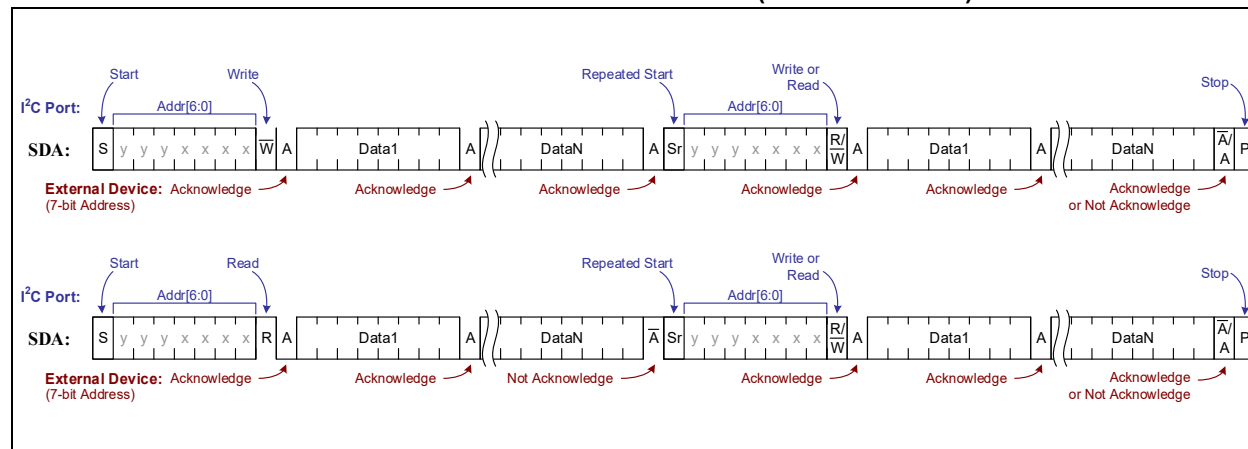 Start Write Repeated Start Write or Read Stop
I²C Port: Addr[6:0] Addr[6:0]
SDA: S y y y x x x x W̅ A Data1 A DataN A Sr y y y x x x x R/W̅ A Data1 A DataN A̅/A P
External Device: Acknowledge Acknowledge Acknowledge Acknowledge Acknowledge Acknowledge or Not Acknowledge
(7-bit Address)
Start Read Repeated Start Write or Read Stop
I²C Port: Addr[6:0] Addr[6:0]
SDA: S y y y x x x x R A Data1 A DataN A̅ Sr y y y x x x x R/W̅ A Data1 A DataN A̅/A P
External Device: Acknowledge Acknowledge Not Acknowledge Acknowledge Acknowledge Acknowledge or Not Acknowledge
(7-bit Address)